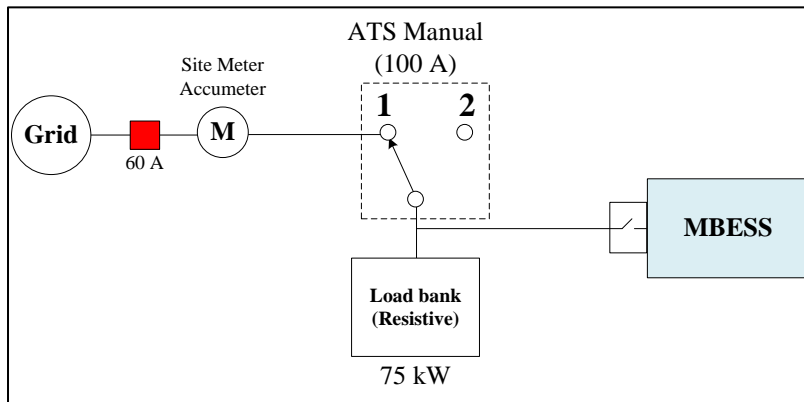 ATS Manual
(100 A)
Site Meter
Accumeter
1
2
Grid
M
60 A
MBESS
Load bank
(Resistive)
75 kW